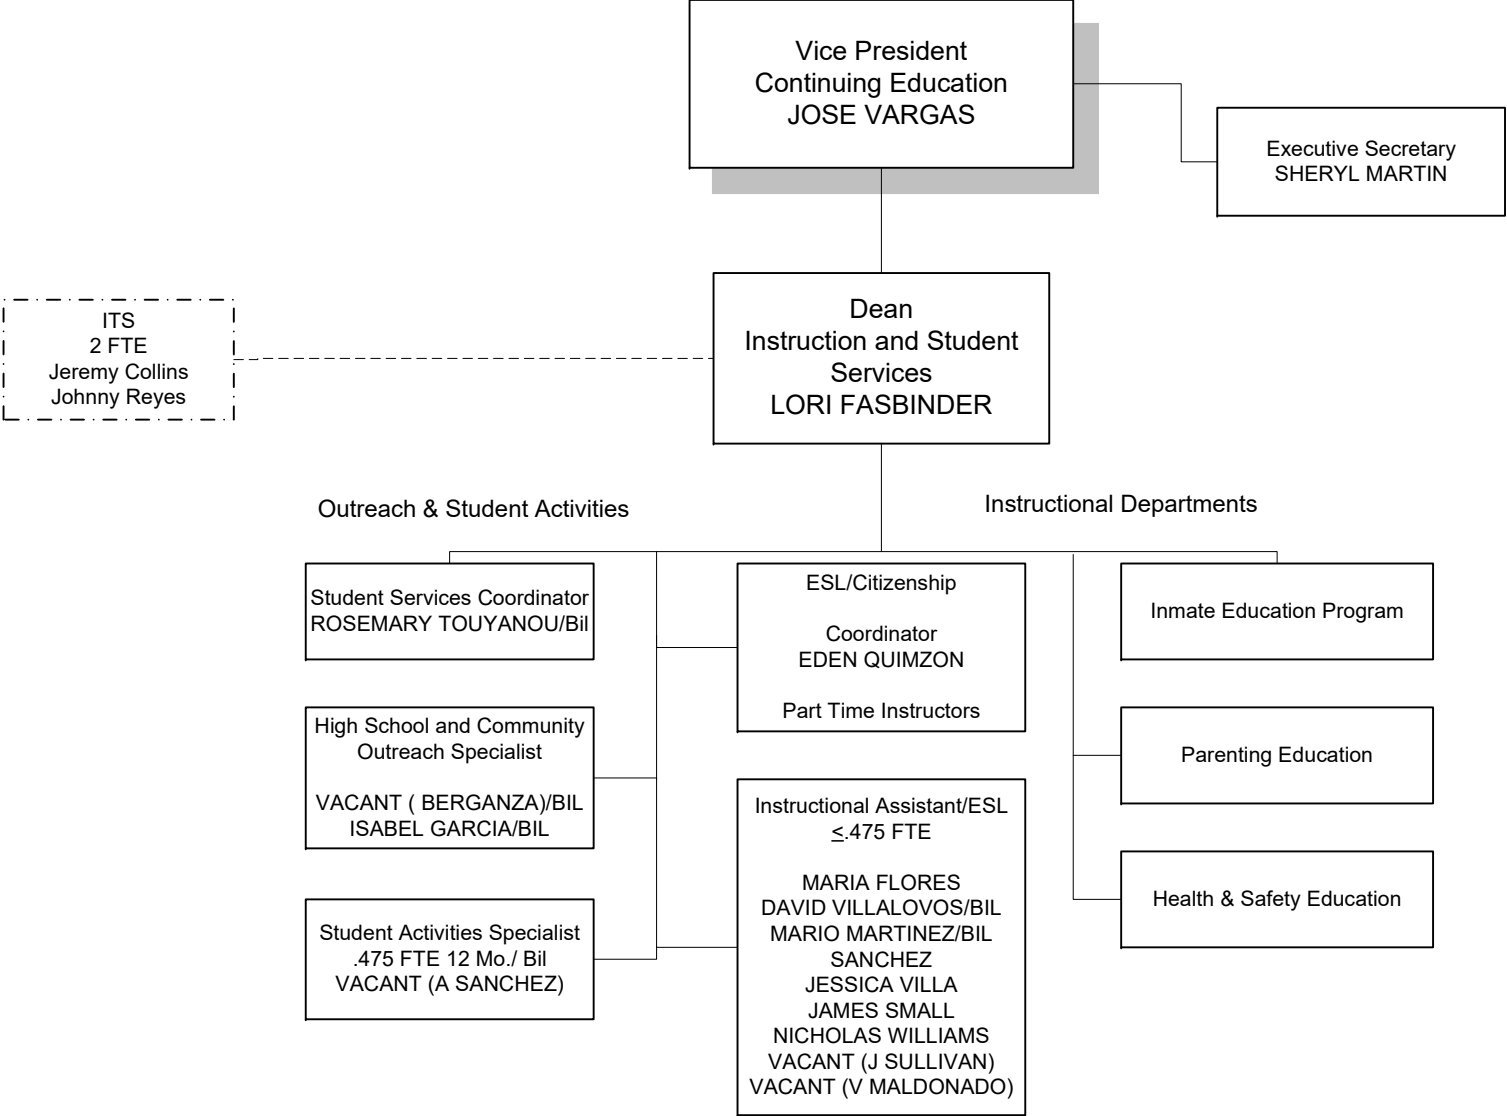 Vice President
Continuing Education
JOSE VARGAS
Executive Secretary
SHERYL MARTIN
Dean
Instruction and Student
Services
LORI FASBINDER
ITS
2 FTE
Jeremy Collins
Johnny Reyes
Outreach & Student Activities
Instructional Departments
Student Services Coordinator
ROSEMARY TOUYANOU/Bil
High School and Community
Outreach Specialist
VACANT ( BERGANZA)/BIL
ISABEL GARCIA/BIL
Student Activities Specialist
.475 FTE 12 Mo./ Bil
VACANT (A SANCHEZ)
ESL/Citizenship
Coordinator
EDEN QUIMZON
Part Time Instructors
Instructional Assistant/ESL
≤.475 FTE
MARIA FLORES
DAVID VILLALOVOS/BIL
MARIO MARTINEZ/BIL
SANCHEZ
JESSICA VILLA
JAMES SMALL
NICHOLAS WILLIAMS
VACANT (J SULLIVAN)
VACANT (V MALDONADO)
Inmate Education Program
Parenting Education
Health & Safety Education